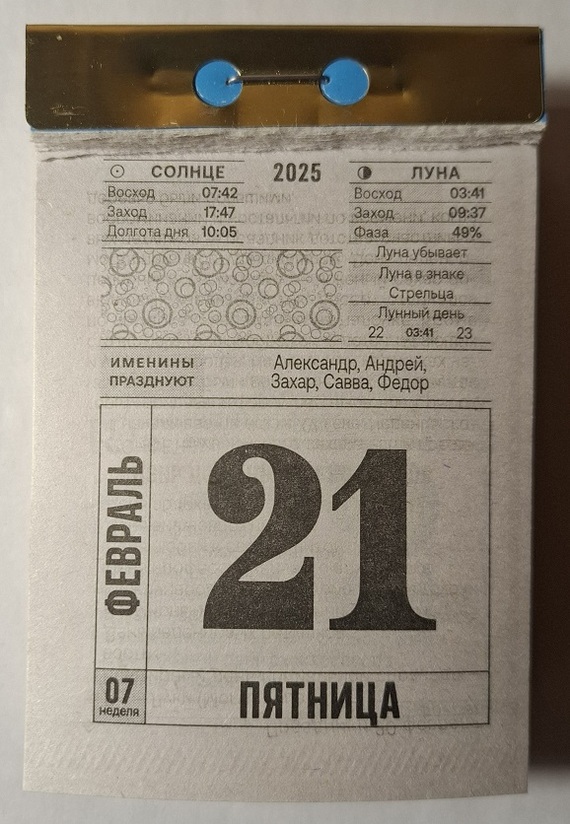 СОЛНЦЕ 2025 ЛУНА
Восход 07:42
Заход 17:47
Долгота дня 10:05
Восход 03:41
Заход 09:37
Фаза 49%
Луна убывает
Луна в знаке
Стрельца
Лунный день
22 03:41 23
ИМЕНИНЫ
ПРАЗДНУЮТ
Александр, Андрей,
Захар, Савва, Федор
ФЕВРАЛЬ
21
07
неделя
ПЯТНИЦА